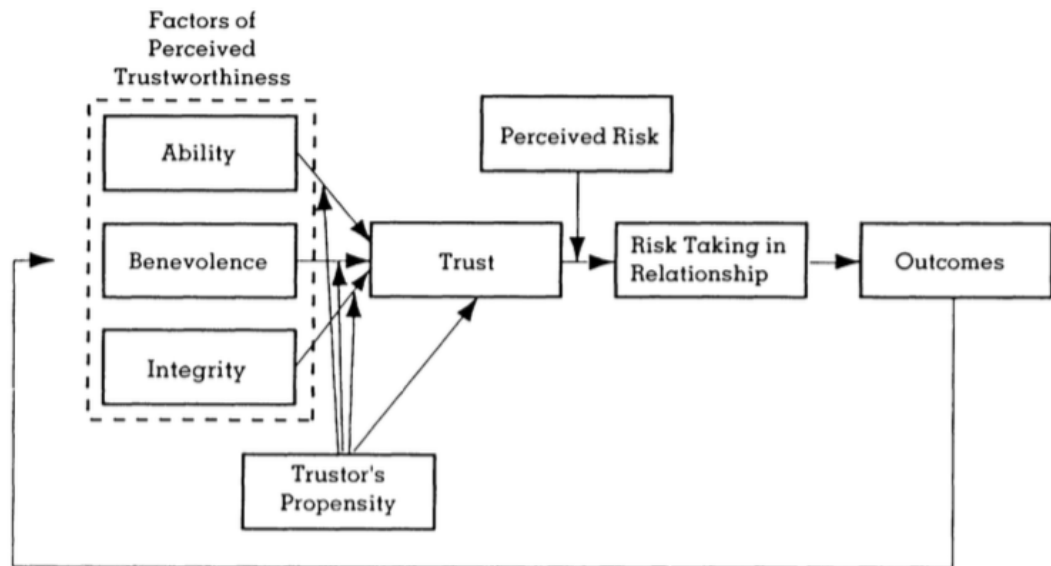 Factors of
Perceived
Trustworthiness
Ability
Benevolence
Integrity
Trustor's
Propensity
Trust
Perceived Risk
Risk Taking in
Relationship
Outcomes